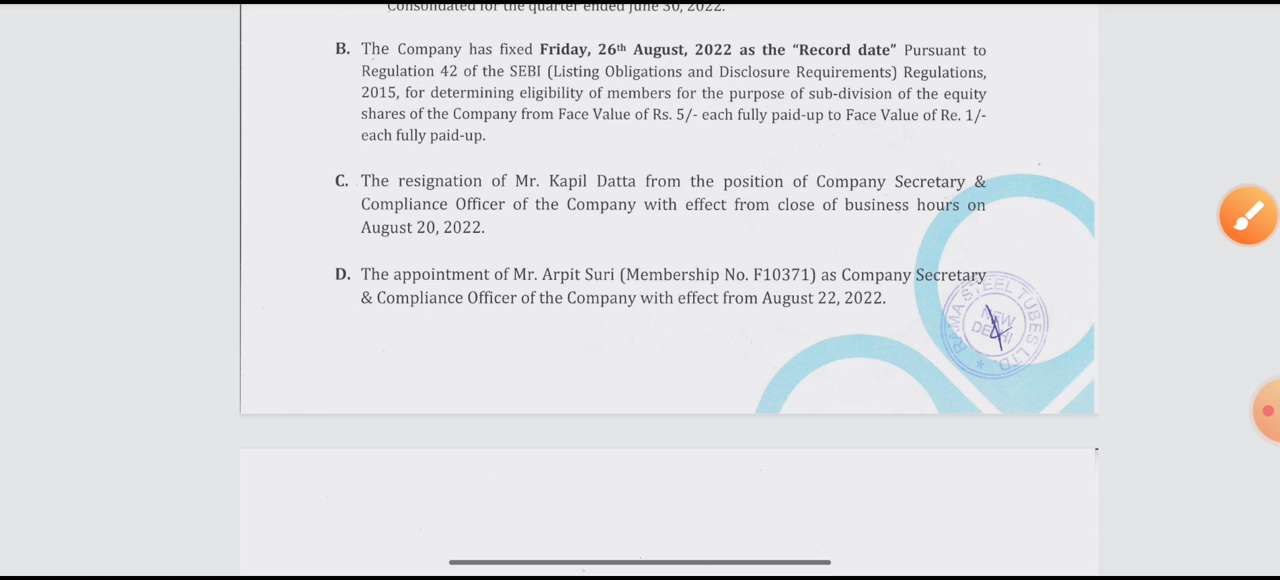 Consolidated for the quarter ended June 30, 2022.
B. The Company has fixed Friday, 26th August, 2022 as the “Record date” Pursuant to
Regulation 42 of the SEBI (Listing Obligations and Disclosure Requirements) Regulations,
2015, for determining eligibility of members for the purpose of sub-division of the equity
shares of the Company from Face Value of Rs. 5/- each fully paid-up to Face Value of Re. 1/-
each fully paid-up.
C. The resignation of Mr. Kapil Datta from the position of Company Secretary &
Compliance Officer of the Company with effect from close of business hours on
August 20, 2022.
D. The appointment of Mr. Arpit Suri (Membership No. F10371) as Company Secretary
& Compliance Officer of the Company with effect from August 22, 2022.
RAMA STEEL TUBES LTD.
NEW
DELHI